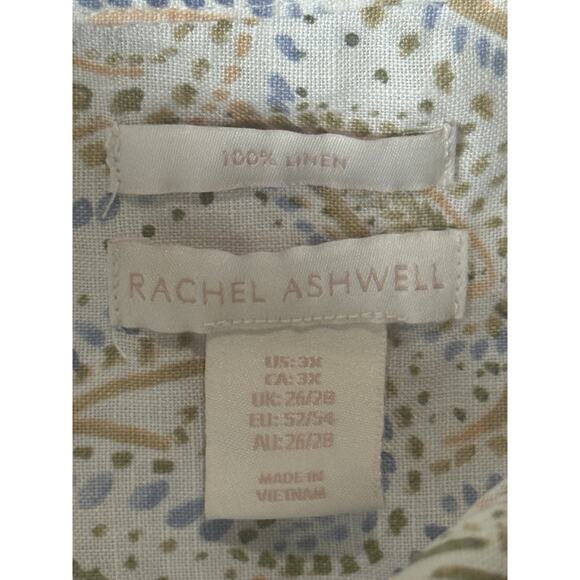 100% LINEN
RACHEL ASHWELL
US: 3X
CA: 3X
UK: 26/28
EU: 52/54
AU: 26/28
MADE IN
VIETNAM